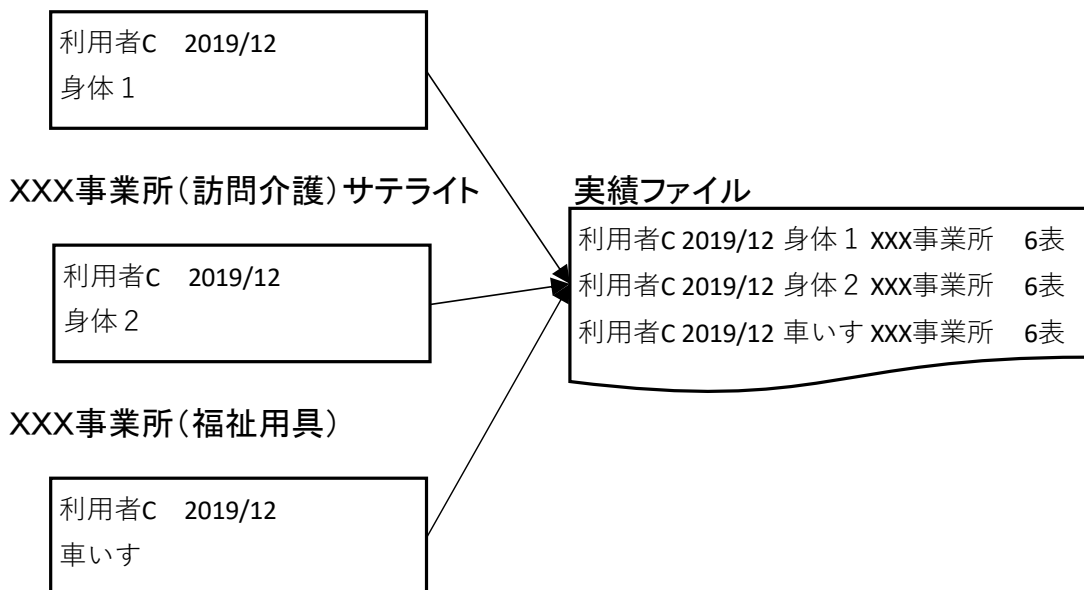 利用者C 2019/12
身体１
XXX事業所（訪問介護）サテライト
利用者C 2019/12
身体２
XXX事業所（福祉用具）
利用者C 2019/12
車いす
実績ファイル
利用者C 2019/12 身体１ XXX事業所 6表
利用者C 2019/12 身体２ XXX事業所 6表
利用者C 2019/12 車いす XXX事業所 6表